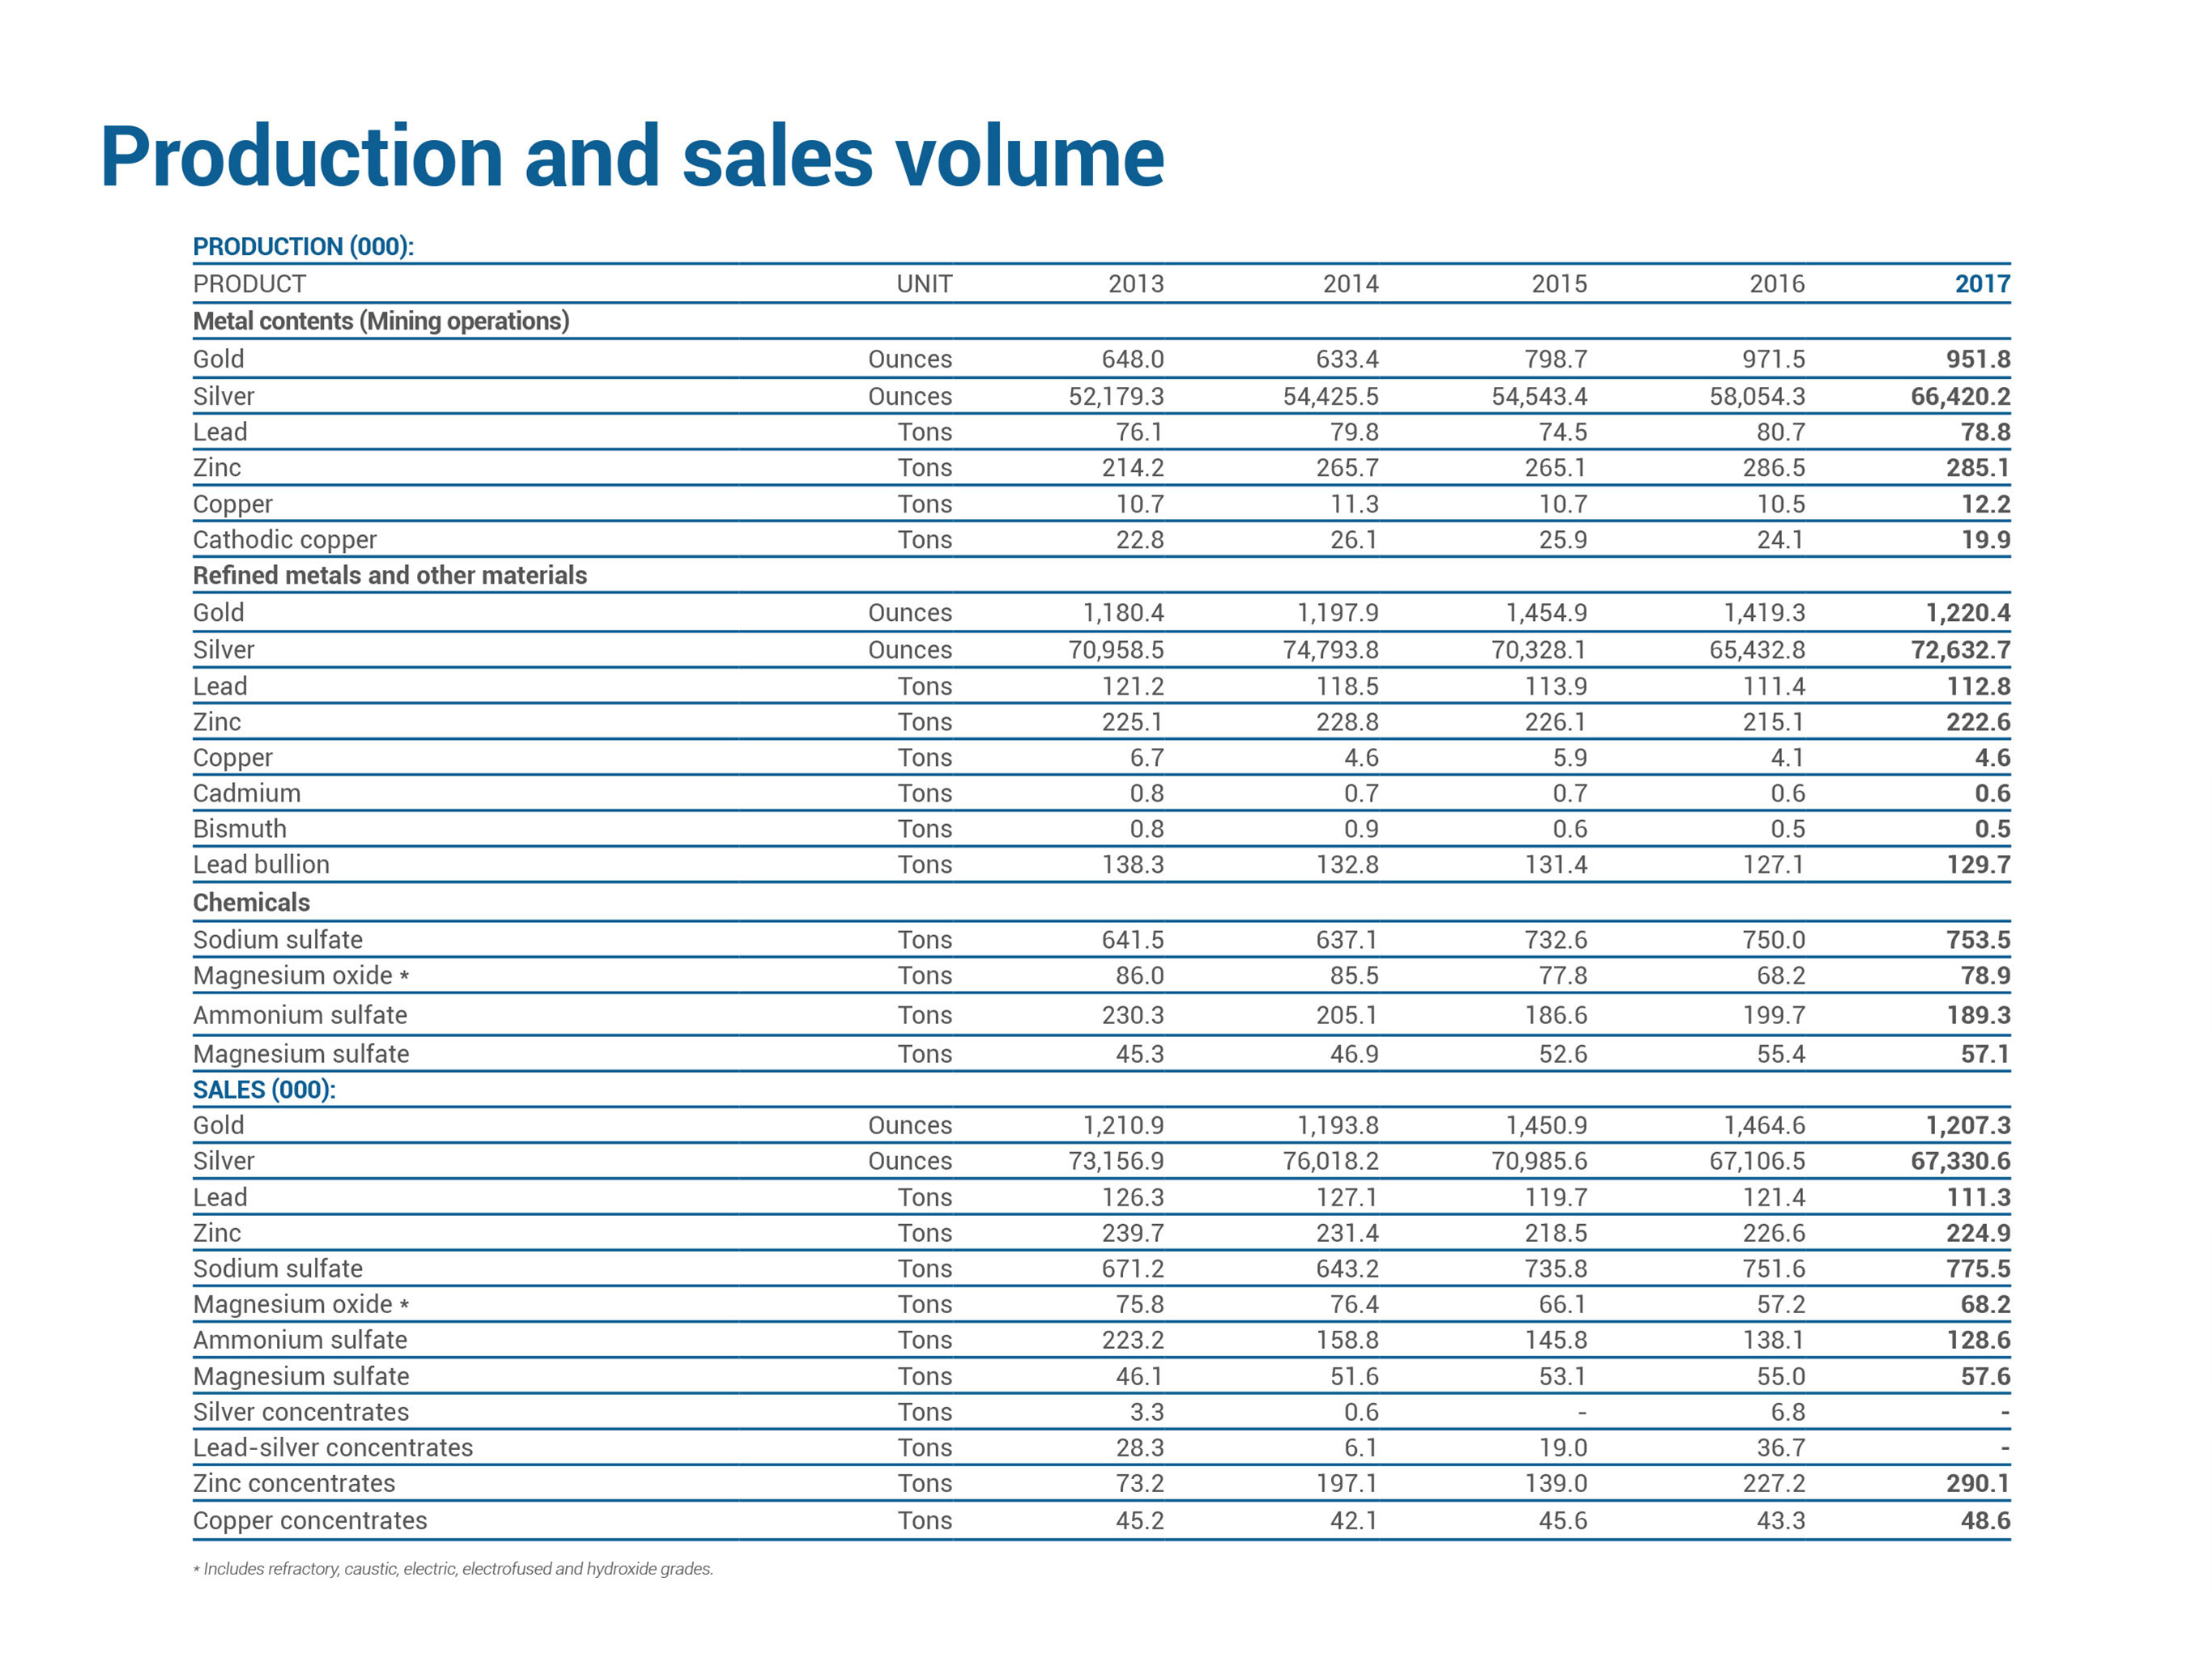 Production and sales volume
PRODUCTION (000):
PRODUCT UNIT 2013 2014 2015 2016 2017
Metal contents (Mining operations)
Gold Ounces 648.0 633.4 798.7 971.5 951.8
Silver Ounces 52,179.3 54,425.5 54,543.4 58,054.3 66,420.2
Lead Tons 76.1 79.8 74.5 80.7 78.8
Zinc Tons 214.2 265.7 265.1 286.5 285.1
Copper Tons 10.7 11.3 10.7 10.5 12.2
Cathodic copper Tons 22.8 26.1 25.9 24.1 19.9
Refined metals and other materials
Gold Ounces 1,180.4 1,197.9 1,454.9 1,419.3 1,220.4
Silver Ounces 70,958.5 74,793.8 70,328.1 65,432.8 72,632.7
Lead Tons 121.2 118.5 113.9 111.4 112.8
Zinc Tons 225.1 228.8 226.1 215.1 222.6
Copper Tons 6.7 4.6 5.9 4.1 4.6
Cadmium Tons 0.8 0.7 0.7 0.6 0.6
Bismuth Tons 0.8 0.9 0.6 0.5 0.5
Lead bullion Tons 138.3 132.8 131.4 127.1 129.7
Chemicals
Sodium sulfate Tons 641.5 637.1 732.6 750.0 753.5
Magnesium oxide * Tons 86.0 85.5 77.8 68.2 78.9
Ammonium sulfate Tons 230.3 205.1 186.6 199.7 189.3
Magnesium sulfate Tons 45.3 46.9 52.6 55.4 57.1
SALES (000):
Gold Ounces 1,210.9 1,193.8 1,450.9 1,464.6 1,207.3
Silver Ounces 73,156.9 76,018.2 70,985.6 67,106.5 67,330.6
Lead Tons 126.3 127.1 119.7 121.4 111.3
Zinc Tons 239.7 231.4 218.5 226.6 224.9
Sodium sulfate Tons 671.2 643.2 735.8 751.6 775.5
Magnesium oxide * Tons 75.8 76.4 66.1 57.2 68.2
Ammonium sulfate Tons 223.2 158.8 145.8 138.1 128.6
Magnesium sulfate Tons 46.1 51.6 53.1 55.0 57.6
Silver concentrates Tons 3.3 0.6 - 6.8 -
Lead-silver concentrates Tons 28.3 6.1 19.0 36.7 -
Zinc concentrates Tons 73.2 197.1 139.0 227.2 290.1
Copper concentrates Tons 45.2 42.1 45.6 43.3 48.6
* Includes refractory, caustic, electric, electrofused and hydroxide grades.